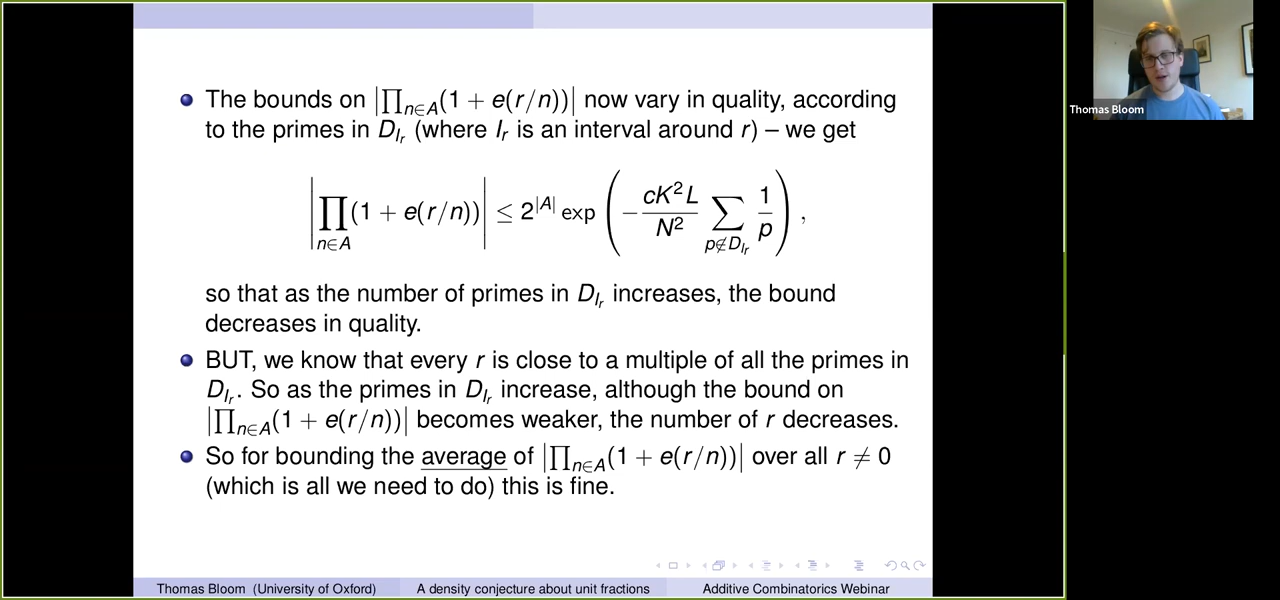 The bounds on |∏_{n∈A}(1 + e(r/n))| now vary in quality, according
to the primes in D_{I_r} (where I_r is an interval around r) – we get
|∏_{n∈A}(1 + e(r/n))| ≤ 2^{|A|} exp(−\frac{cK²L}{N²} ∑_{p∉D_{I_r}} \frac{1}{p}),
so that as the number of primes in D_{I_r} increases, the bound
decreases in quality.
BUT, we know that every r is close to a multiple of all the primes in
D_{I_r}. So as the primes in D_{I_r} increase, although the bound on
|∏_{n∈A}(1 + e(r/n))| becomes weaker, the number of r decreases.
So for bounding the average of |∏_{n∈A}(1 + e(r/n))| over all r ≠ 0
(which is all we need to do) this is fine.
Thomas Bloom (University of Oxford)
A density conjecture about unit fractions
Additive Combinatorics Webinar
Thomas Bloom